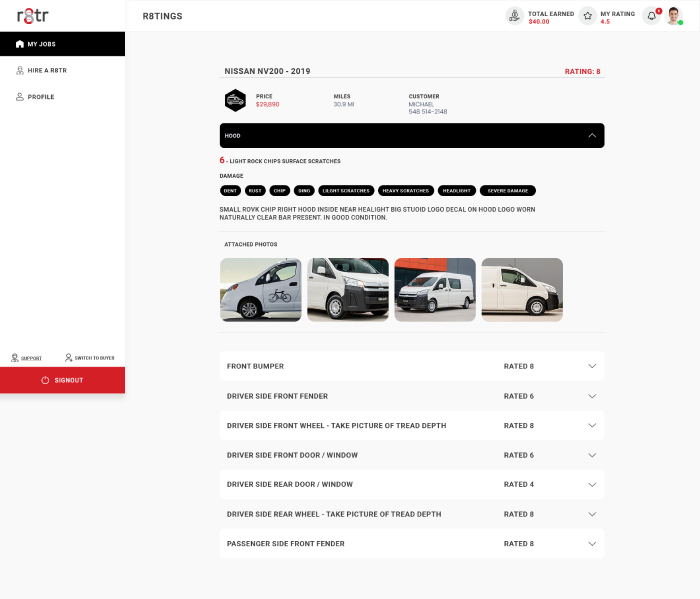 r8tr
R8TINGS
TOTAL EARNED
$40.00
MY RATING
4.5
MY JOBS
HIRE A R8TR
PROFILE
SUPPORT
SWITCH TO BUYER
SIGNOUT
NISSAN NV200 - 2019
RATING: 8
PRICE
$29,890
MILES
30.9 MI
CUSTOMER
MICHAEL
548 514-2148
HOOD
6 - LIGHT ROCK CHIPS SURFACE SCRATCHES
DAMAGE
DENT
RUST
CHIP
DING
LILGHT SCRATCHES
HEAVY SCRATCHES
HEADLIGHT
SEVERE DAMAGE
SMALL ROVK CHIP RIGHT HOOD INSIDE NEAR HEALIGHT BIG STUOID LOGO DECAL ON HOOD LOGO WORN
NATURALLY CLEAR BAR PRESENT. IN GOOD CONDITION.
ATTACHED PHOTOS
FRONT BUMPER
RATED 8
DRIVER SIDE FRONT FENDER
RATED 6
DRIVER SIDE FRONT WHEEL - TAKE PICTURE OF TREAD DEPTH
RATED 8
DRIVER SIDE FRONT DOOR / WINDOW
RATED 6
DRIVER SIDE REAR DOOR / WINDOW
RATED 4
DRIVER SIDE REAR WHEEL - TAKE PICTURE OF TREAD DEPTH
RATED 8
PASSENGER SIDE FRONT FENDER
RATED 8